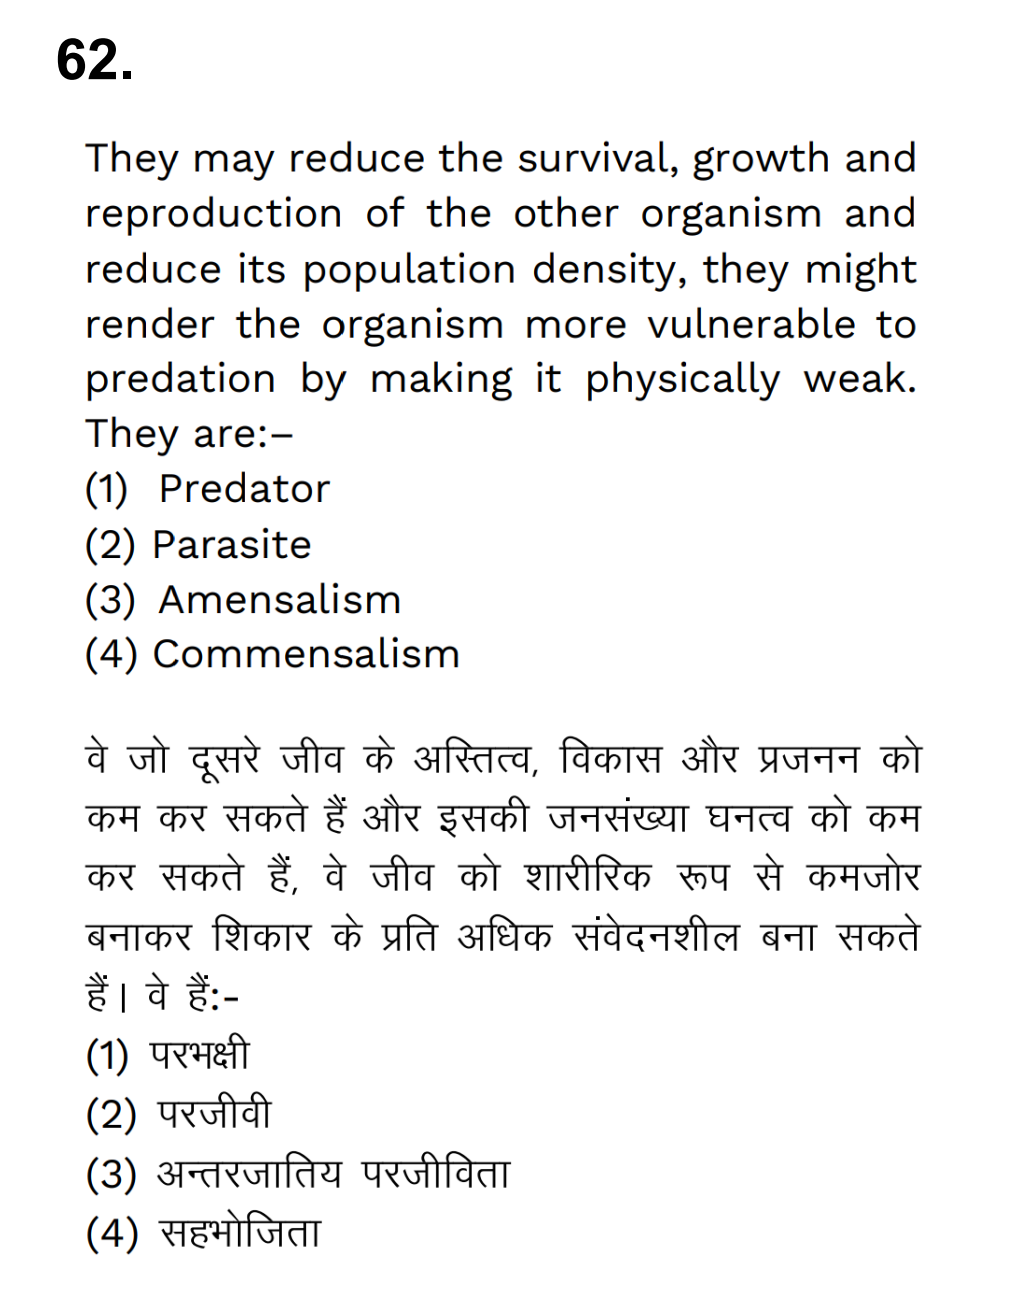 62.
They may reduce the survival, growth and
reproduction of the other organism and
reduce its population density, they might
render the organism more vulnerable to
predation by making it physically weak.
They are:–
(1) Predator
(2) Parasite
(3) Amensalism
(4) Commensalism
वे जो दूसरे जीव के अस्तित्व, विकास और प्रजनन को
कम कर सकते हैं और इसकी जनसंख्या घनत्व को कम
कर सकते हैं, वे जीव को शारीरिक रूप से कमजोर
बनाकर शिकार के प्रति अधिक संवेदनशील बना सकते
हैं। वे हैं:-
(1) परभक्षी
(2) परजीवी
(3) अन्तरजातिय परजीविता
(4) सहभोजिता